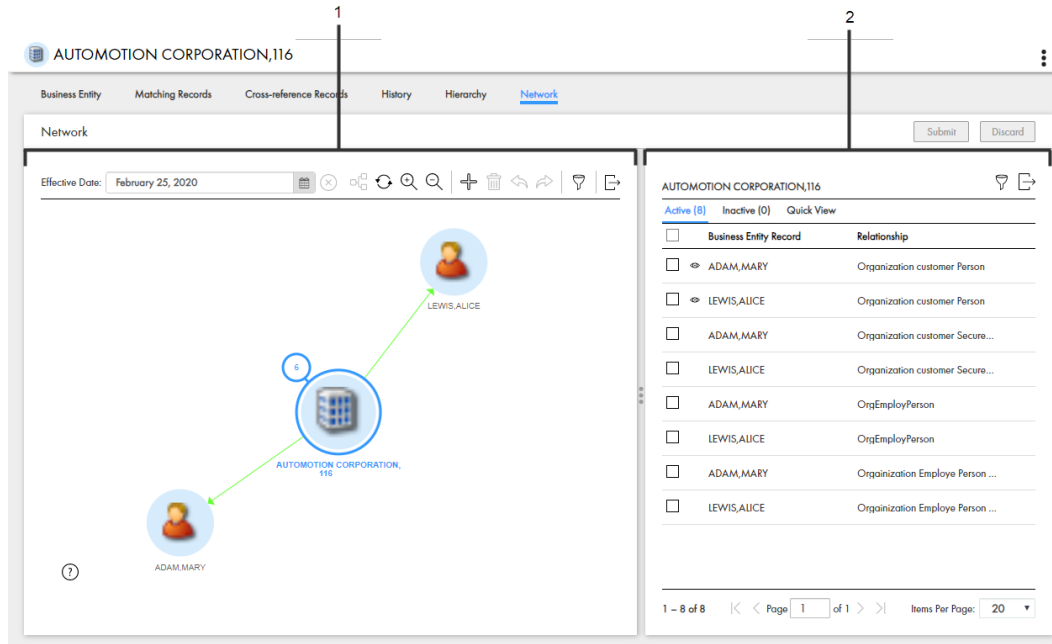 1
2
AUTOMOTION CORPORATION,116
Business Entity Matching Records Cross-reference Records History Hierarchy Network
Network
Submit Discard
Effective Date: February 25, 2020
LEWIS,ALICE
6
AUTOMOTION CORPORATION,
116
ADAM,MARY
?
AUTOMOTION CORPORATION,116
Active (8) Inactive (0) Quick View
Business Entity Record Relationship
ADAM,MARY Organization customer Person
LEWIS,ALICE Organization customer Person
ADAM,MARY Organization customer Secure...
LEWIS,ALICE Organization customer Secure...
ADAM,MARY OrgEmployPerson
LEWIS,ALICE OrgEmployPerson
ADAM,MARY Orgainization Employe Person ...
LEWIS,ALICE Orgainization Employe Person ...
1 – 8 of 8 Page 1 of 1 Items Per Page: 20